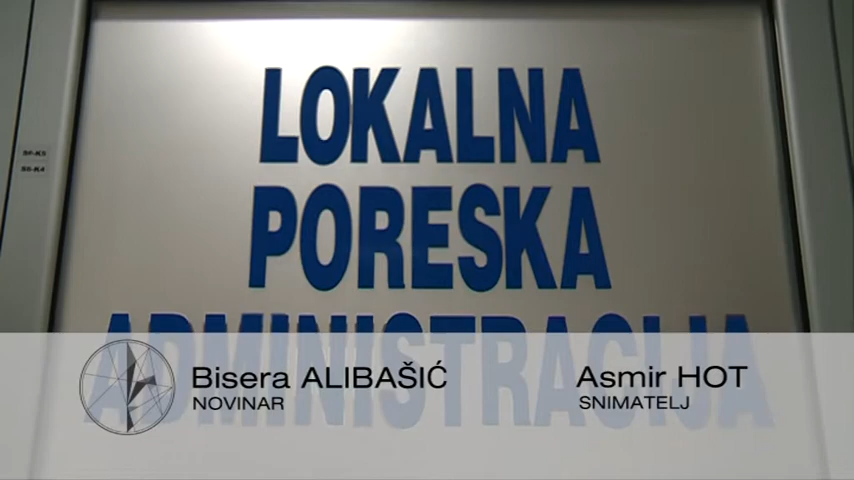 LOKALNA
PORESKA
ADMINISTRACIJA
Bisera ALIBAŠIĆ
NOVINAR
Asmir HOT
SNIMATELJ